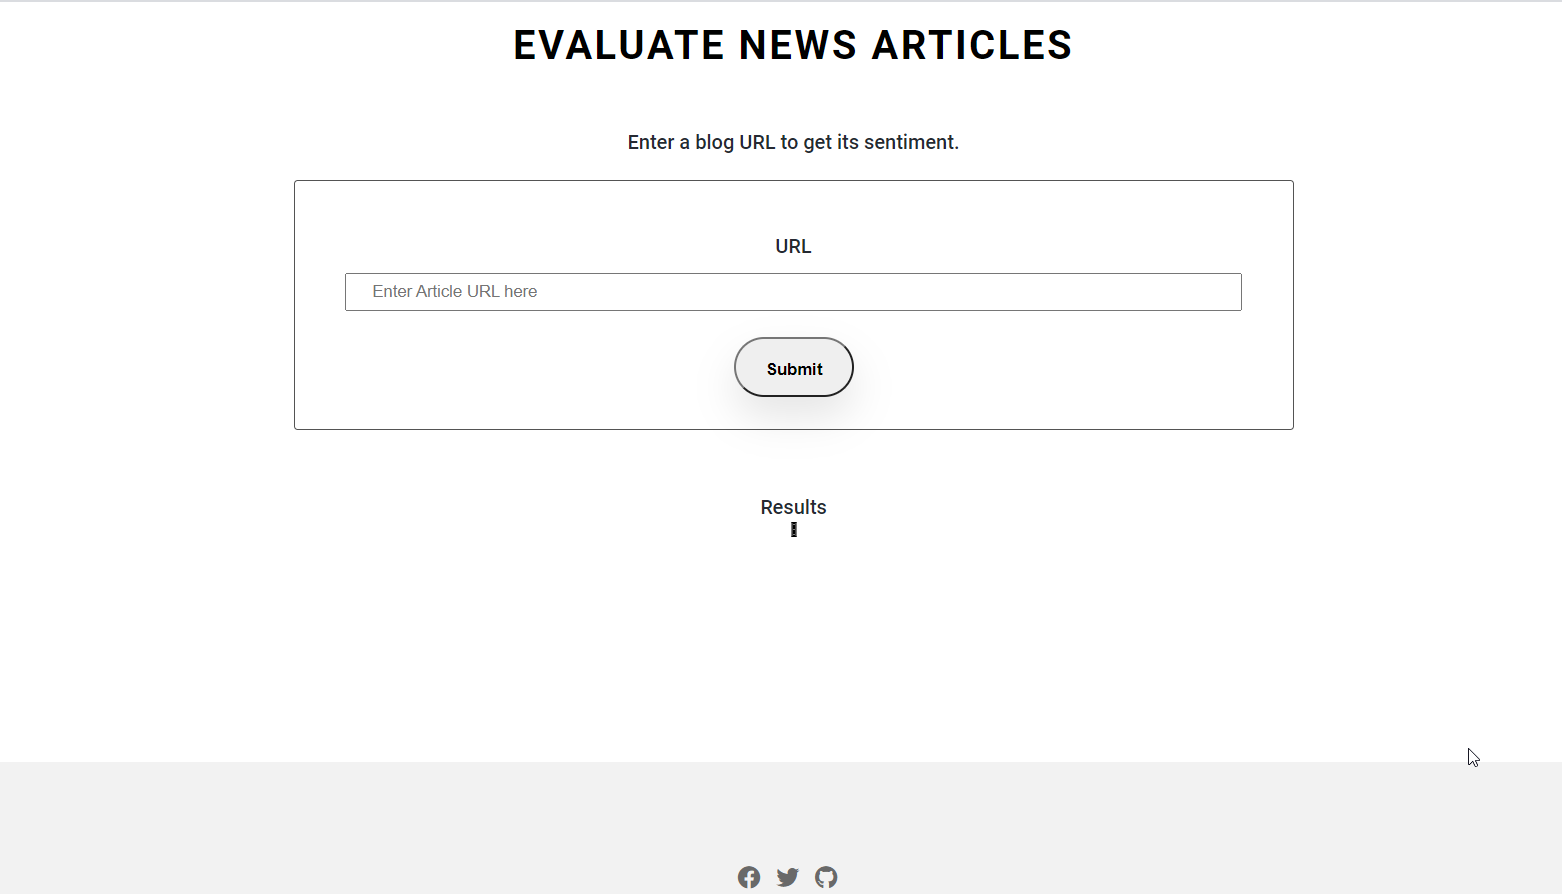 EVALUATE NEWS ARTICLES
Enter a blog URL to get its sentiment.
URL
Enter Article URL here
Submit
Results